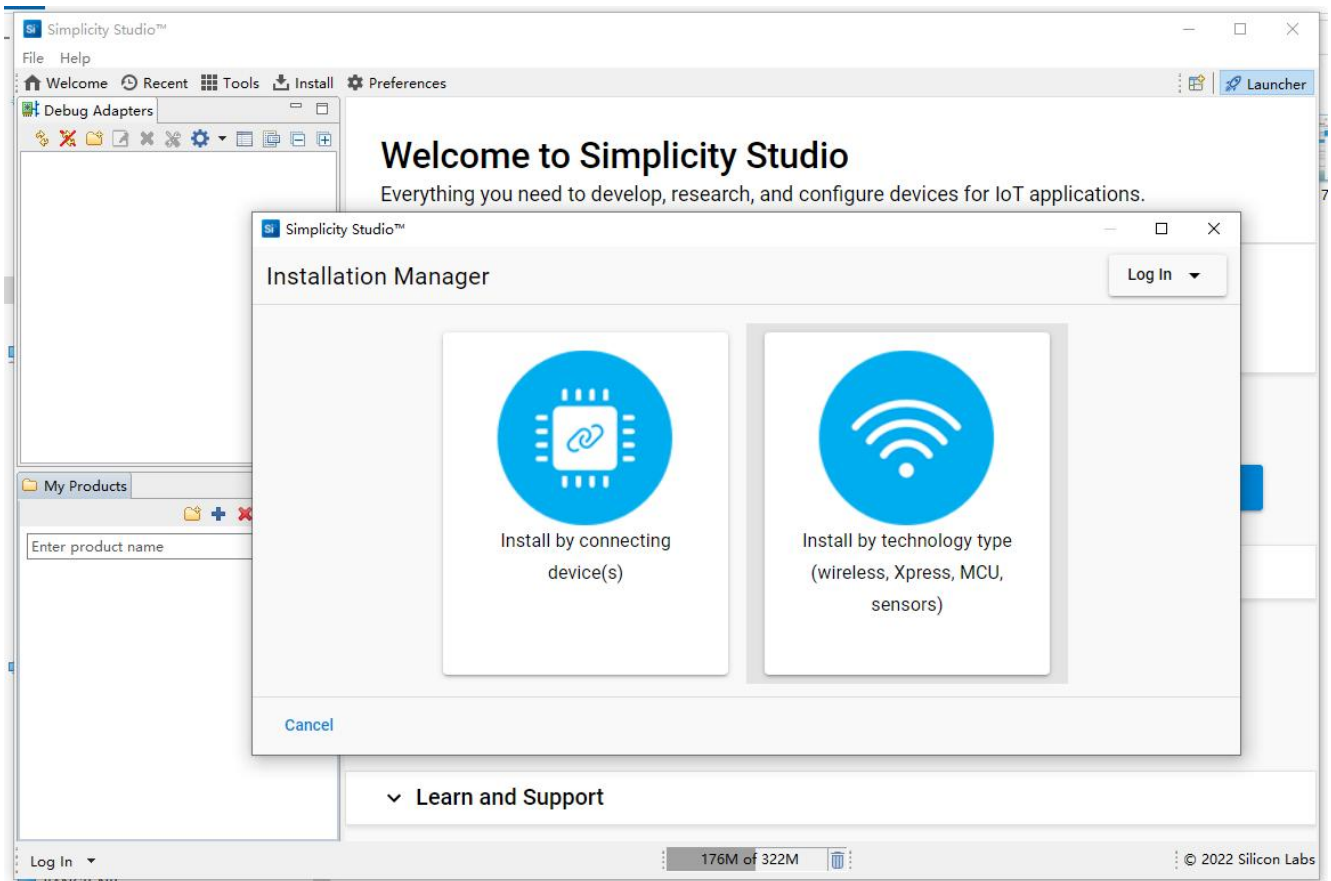 Si Simplicity Studio™
File Help
Welcome Recent Tools Install Preferences
Launcher
Debug Adapters
Welcome to Simplicity Studio
Everything you need to develop, research, and configure devices for IoT applications.
7
Si Simplicity Studio™
Installation Manager
Log In
Install by connecting
device(s)
Install by technology type
(wireless, Xpress, MCU,
sensors)
Cancel
My Products
Enter product name
Learn and Support
Log In
176M of 322M
© 2022 Silicon Labs